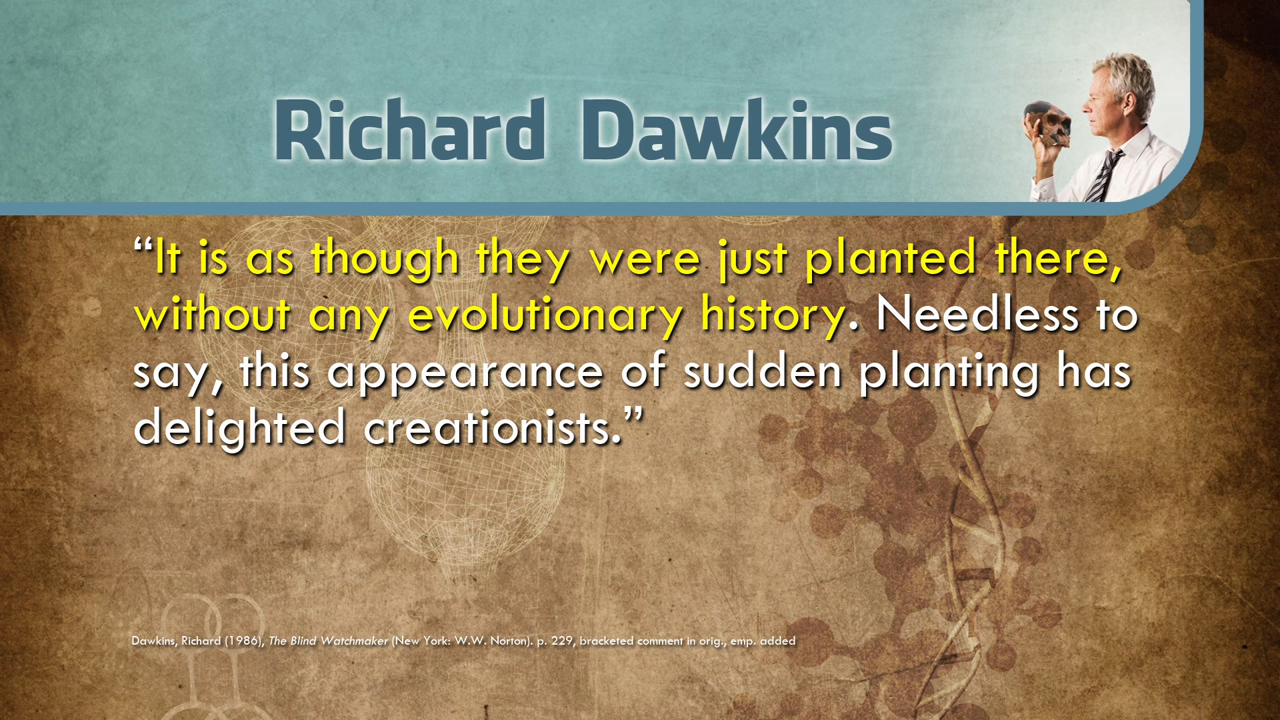 Richard Dawkins
“It is as though they were just planted there,
without any evolutionary history. Needless to
say, this appearance of sudden planting has
delighted creationists.”
Dawkins, Richard (1986), The Blind Watchmaker (New York: W.W. Norton). p. 229, bracketed comment in orig., emp. added